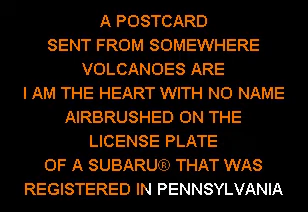 A POSTCARD
SENT FROM SOMEWHERE
VOLCANOES ARE
I AM THE HEART WITH NO NAME
AIRBRUSHED ON THE
LICENSE PLATE
OF A SUBARU® THAT WAS
REGISTERED IN PENNSYLVANIA